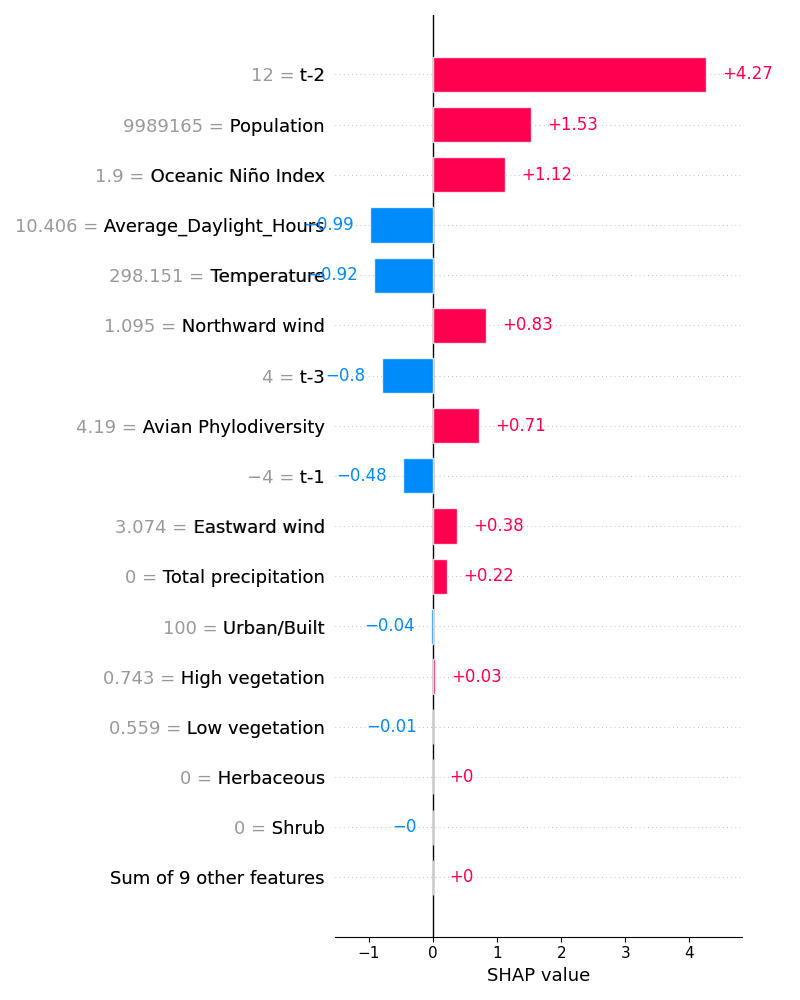 12 = t-2 +4.27
9989165 = Population +1.53
1.9 = Oceanic Niño Index +1.12
10.406 = Average_Daylight_Hours −0.99
298.151 = Temperature −0.92
1.095 = Northward wind +0.83
4 = t-3 −0.8
4.19 = Avian Phylodiversity +0.71
−4 = t-1 −0.48
3.074 = Eastward wind +0.38
0 = Total precipitation +0.22
100 = Urban/Built −0.04
0.743 = High vegetation +0.03
0.559 = Low vegetation −0.01
0 = Herbaceous +0
0 = Shrub −0
Sum of 9 other features +0
−1 0 1 2 3 4
SHAP value